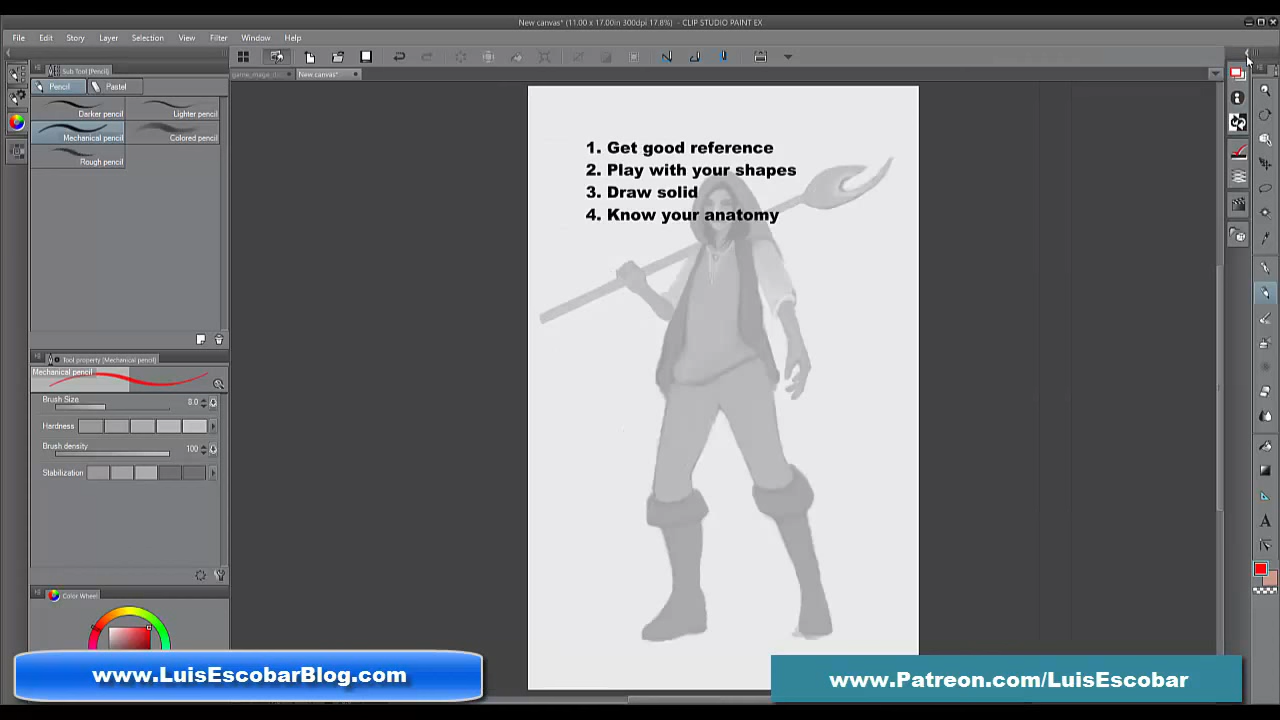 New canvas* (11.00 x 17.00in 300dpi 17.8%) - CLIP STUDIO PAINT EX
File Edit Story Layer Selection View Filter Window Help
Sub Tool [Pencil]
New canvas*
Pencil Pastel
Darker pencil Lighter pencil
Mechanical pencil Colored pencil
Rough pencil
1. Get good reference
2. Play with your shapes
3. Draw solid
4. Know your anatomy
Tool property [Mechanical pencil]
Mechanical pencil
Brush Size 8.0
Hardness
Brush density 100
Stabilization
Color Wheel
www.LuisEscobarBlog.com
www.Patreon.com/LuisEscobar